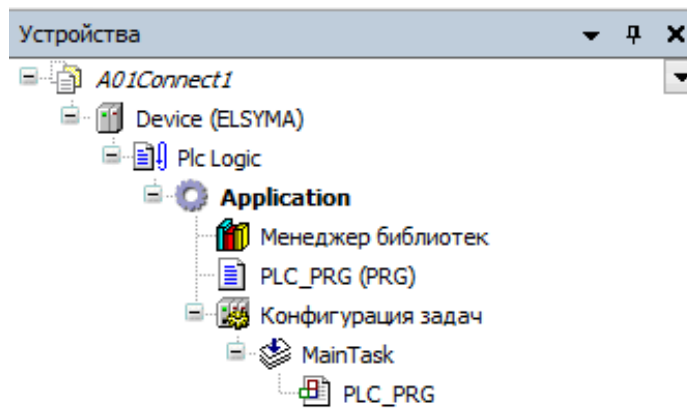 Устройства
A01Connect1
Device (ELSYMA)
Plc Logic
Application
Менеджер библиотек
PLC_PRG (PRG)
Конфигурация задач
MainTask
PLC_PRG